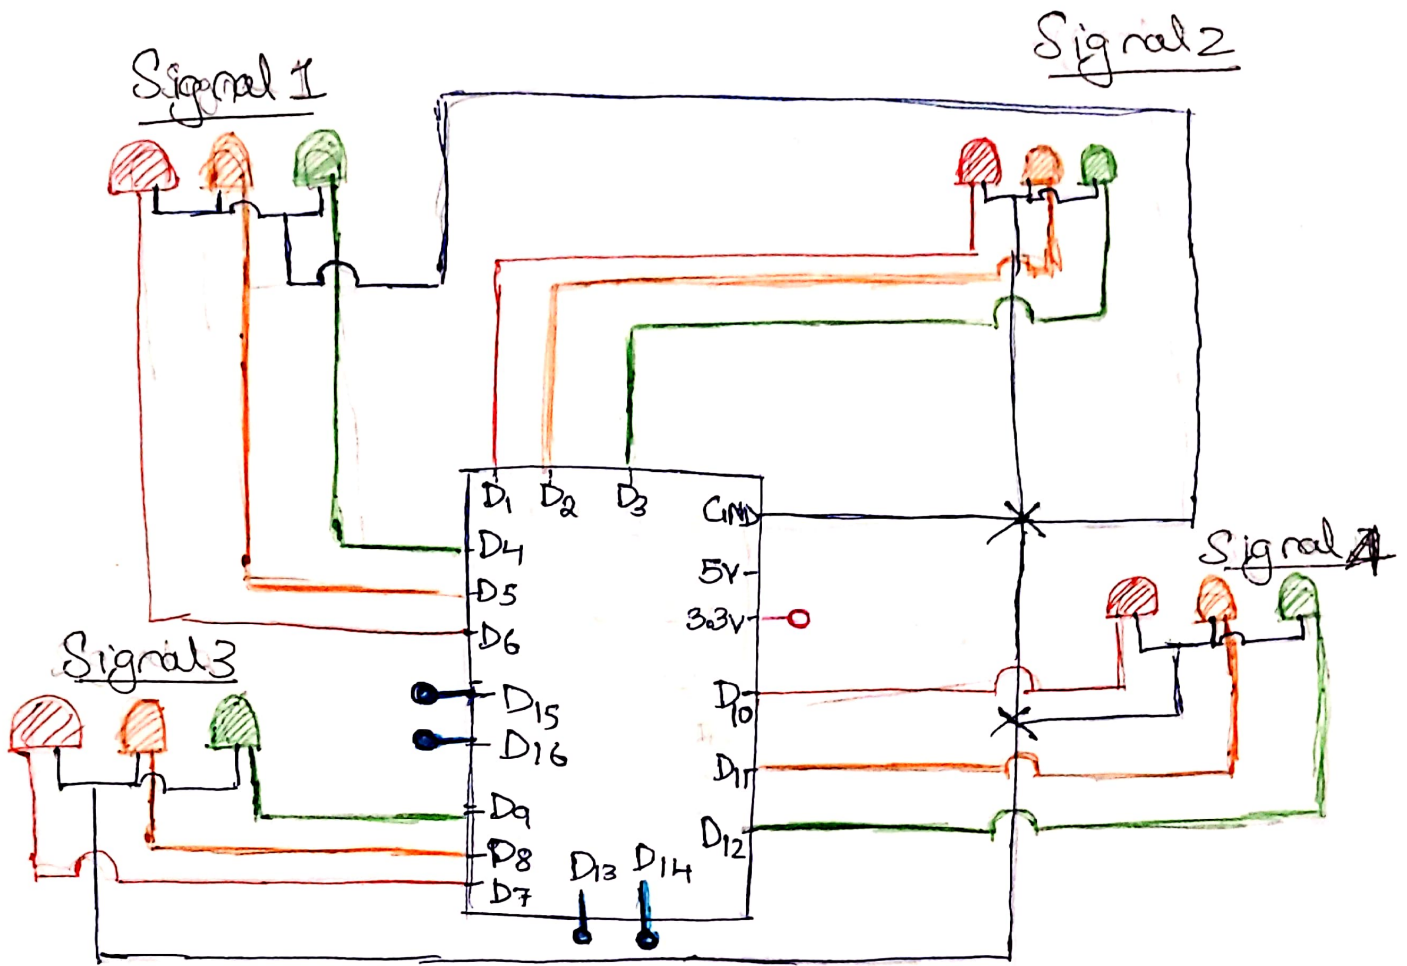 Signal 1
Signal 2
D1
D2
D3
GND
D4
5V
D5
3.3V
D6
Signal 4
Signal 3
D15
D10
D16
D11
D9
D12
D8
D13
D14
D7